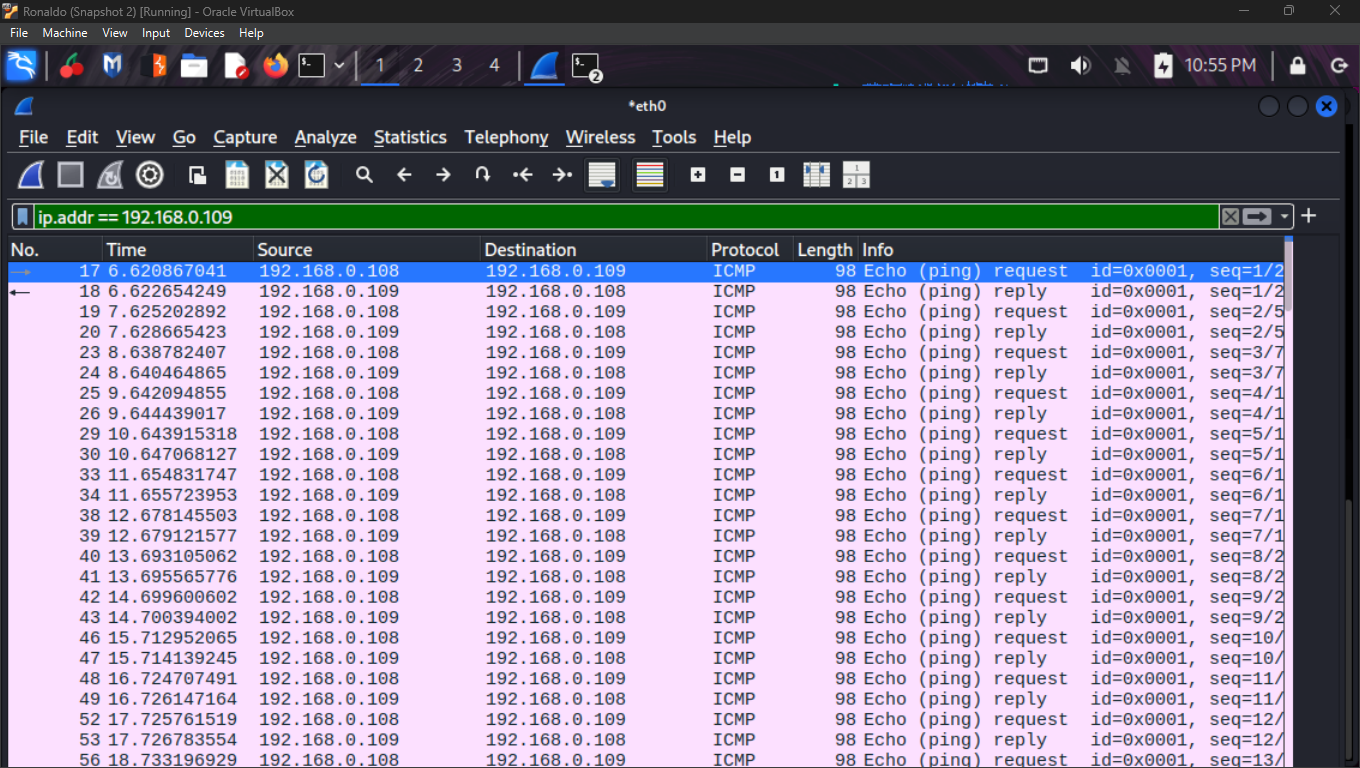 Ronaldo (Snapshot 2) [Running] - Oracle VirtualBox
File Machine View Input Devices Help
1 2 3 4 2 10:55 PM
*eth0
File Edit View Go Capture Analyze Statistics Telephony Wireless Tools Help
ip.addr == 192.168.0.109
No. Time Source Destination Protocol Length Info
17 6.620867041 192.168.0.108 192.168.0.109 ICMP 98 Echo (ping) request id=0x0001, seq=1/2
18 6.622654249 192.168.0.109 192.168.0.108 ICMP 98 Echo (ping) reply id=0x0001, seq=1/2
19 7.625202892 192.168.0.108 192.168.0.109 ICMP 98 Echo (ping) request id=0x0001, seq=2/5
20 7.628665423 192.168.0.109 192.168.0.108 ICMP 98 Echo (ping) reply id=0x0001, seq=2/5
23 8.638782407 192.168.0.108 192.168.0.109 ICMP 98 Echo (ping) request id=0x0001, seq=3/7
24 8.640464865 192.168.0.109 192.168.0.108 ICMP 98 Echo (ping) reply id=0x0001, seq=3/7
25 9.642094855 192.168.0.108 192.168.0.109 ICMP 98 Echo (ping) request id=0x0001, seq=4/1
26 9.644439017 192.168.0.109 192.168.0.108 ICMP 98 Echo (ping) reply id=0x0001, seq=4/1
29 10.643915318 192.168.0.108 192.168.0.109 ICMP 98 Echo (ping) request id=0x0001, seq=5/1
30 10.647068127 192.168.0.109 192.168.0.108 ICMP 98 Echo (ping) reply id=0x0001, seq=5/1
33 11.654831747 192.168.0.108 192.168.0.109 ICMP 98 Echo (ping) request id=0x0001, seq=6/1
34 11.655723953 192.168.0.109 192.168.0.108 ICMP 98 Echo (ping) reply id=0x0001, seq=6/1
38 12.678145503 192.168.0.108 192.168.0.109 ICMP 98 Echo (ping) request id=0x0001, seq=7/1
39 12.679121577 192.168.0.109 192.168.0.108 ICMP 98 Echo (ping) reply id=0x0001, seq=7/1
40 13.693105062 192.168.0.108 192.168.0.109 ICMP 98 Echo (ping) request id=0x0001, seq=8/2
41 13.695565776 192.168.0.109 192.168.0.108 ICMP 98 Echo (ping) reply id=0x0001, seq=8/2
42 14.699600602 192.168.0.108 192.168.0.109 ICMP 98 Echo (ping) request id=0x0001, seq=9/2
43 14.700394002 192.168.0.109 192.168.0.108 ICMP 98 Echo (ping) reply id=0x0001, seq=9/2
46 15.712952065 192.168.0.108 192.168.0.109 ICMP 98 Echo (ping) request id=0x0001, seq=10/
47 15.714139245 192.168.0.109 192.168.0.108 ICMP 98 Echo (ping) reply id=0x0001, seq=10/
48 16.724707491 192.168.0.108 192.168.0.109 ICMP 98 Echo (ping) request id=0x0001, seq=11/
49 16.726147164 192.168.0.109 192.168.0.108 ICMP 98 Echo (ping) reply id=0x0001, seq=11/
52 17.725761519 192.168.0.108 192.168.0.109 ICMP 98 Echo (ping) request id=0x0001, seq=12/
53 17.726783554 192.168.0.109 192.168.0.108 ICMP 98 Echo (ping) reply id=0x0001, seq=12/
56 18.733196929 192.168.0.108 192.168.0.109 ICMP 98 Echo (ping) request id=0x0001, seq=13/